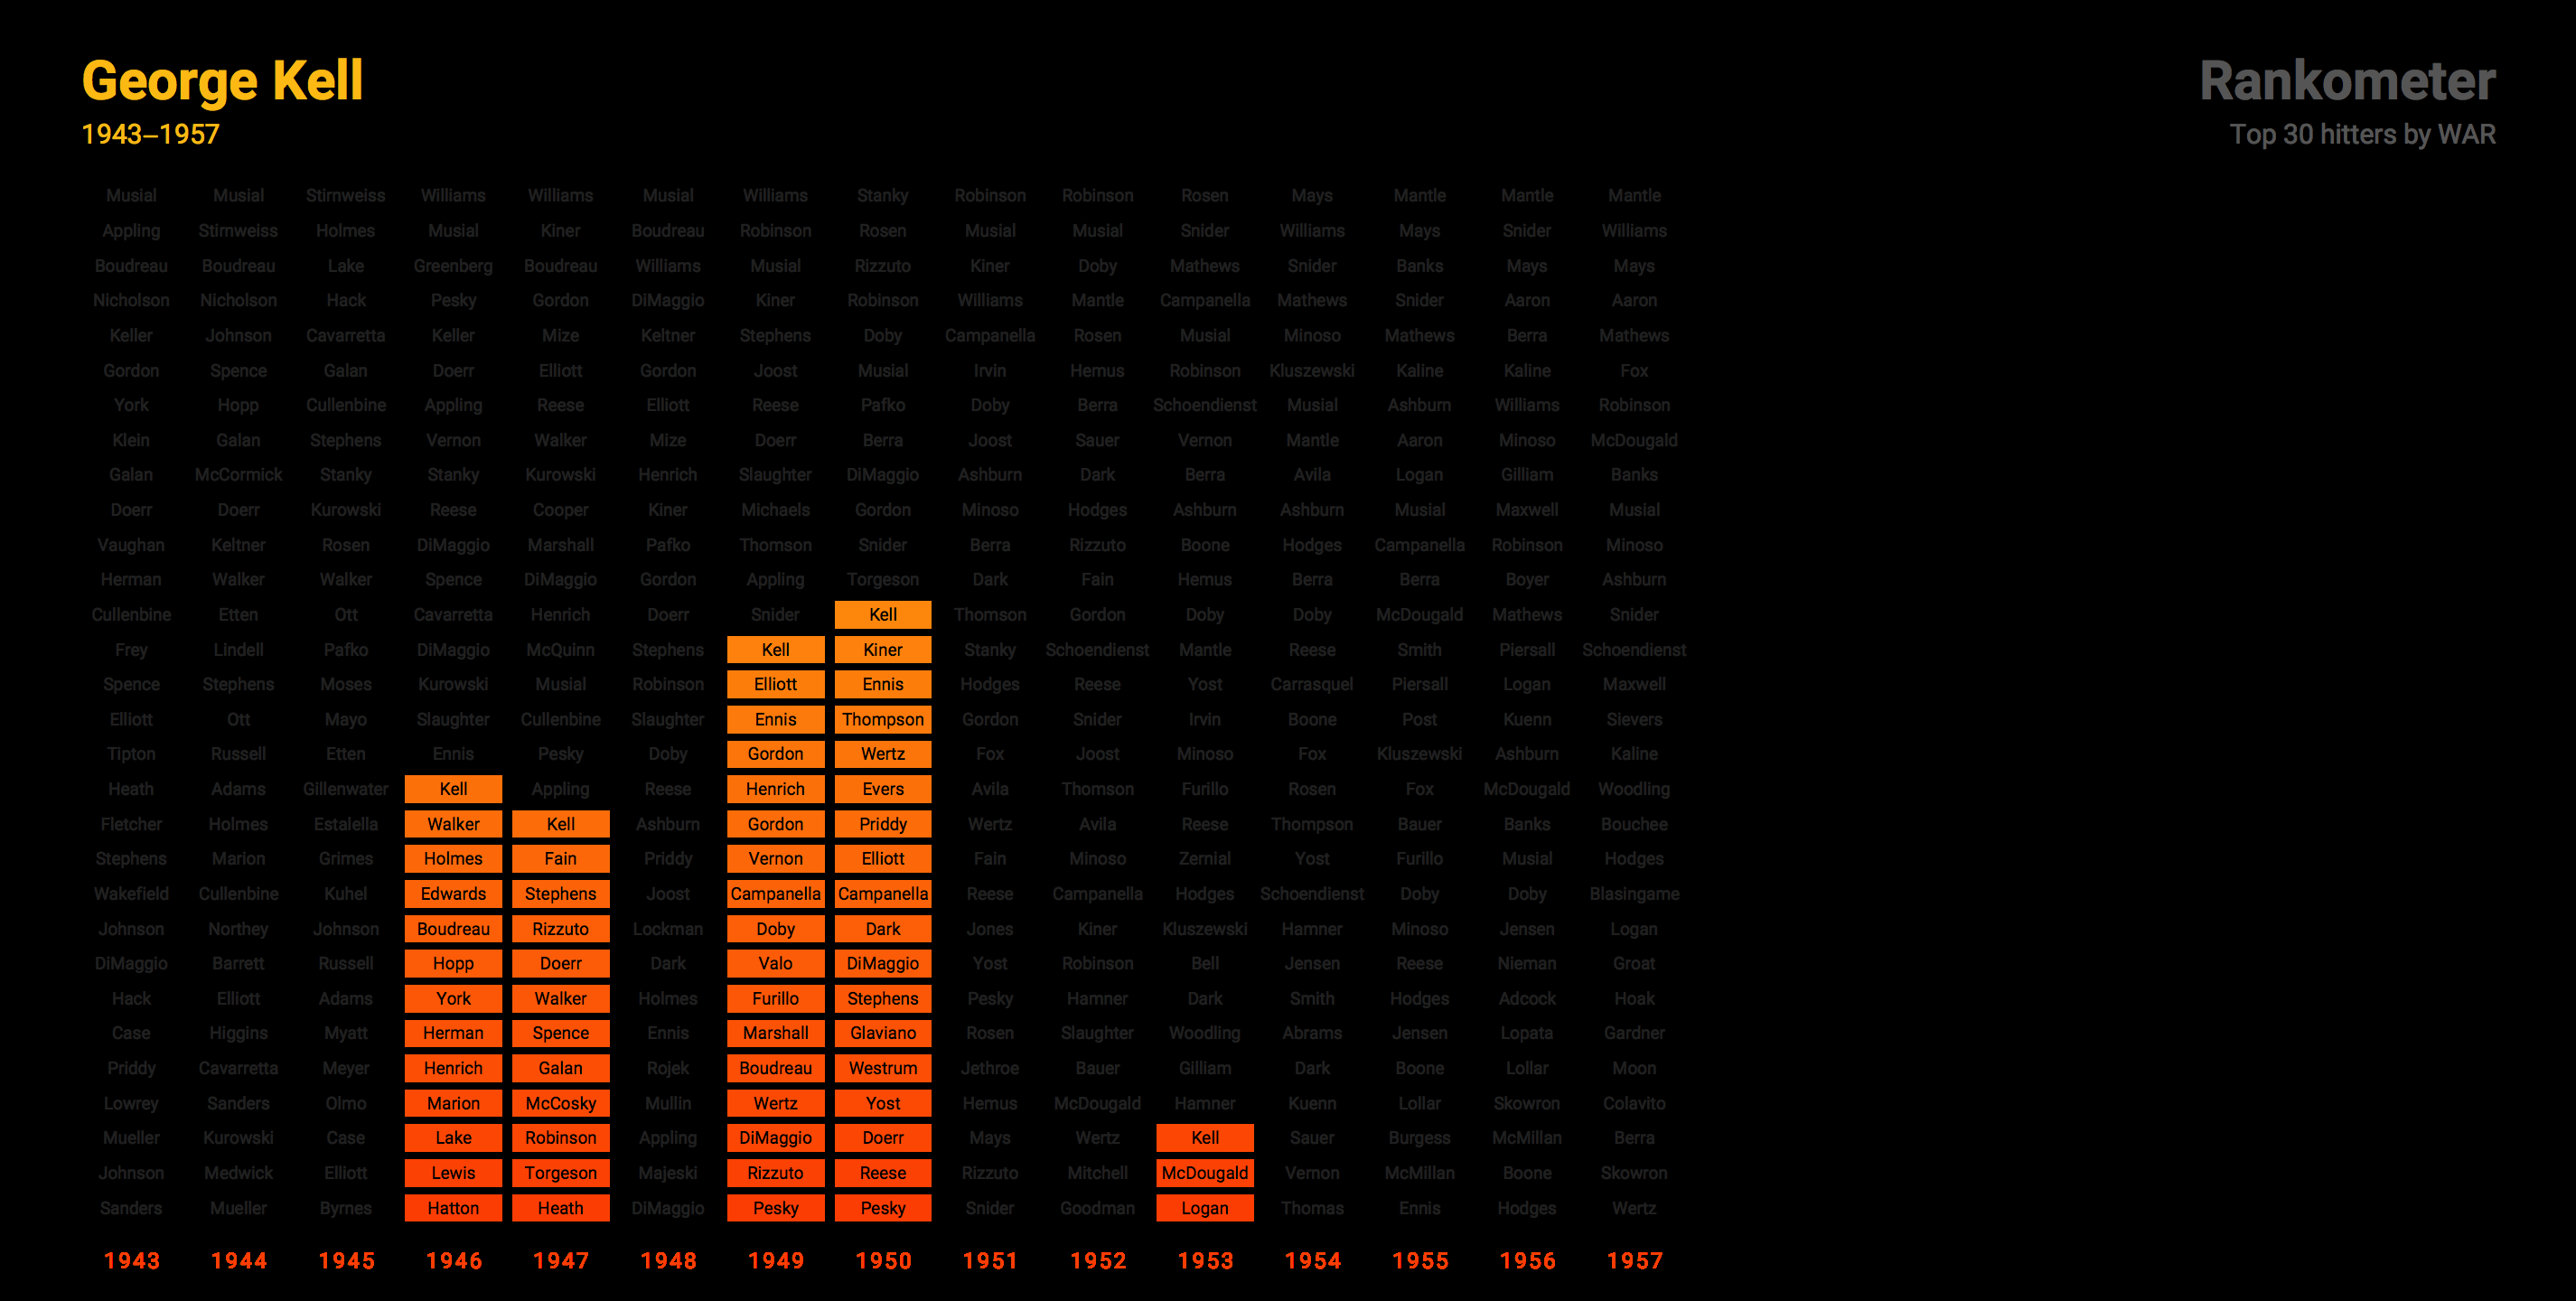 George Kell
1943–1957
Rankometer
Top 30 hitters by WAR
Musial Musial Stirnweiss Williams Williams Musial Williams Stanky Robinson Robinson Rosen Mays Mantle Mantle Mantle
Appling Stirnweiss Holmes Musial Kiner Boudreau Robinson Rosen Musial Musial Snider Williams Mays Snider Williams
Boudreau Boudreau Lake Greenberg Boudreau Williams Musial Rizzuto Kiner Doby Mathews Snider Banks Mays Mays
Nicholson Nicholson Hack Pesky Gordon DiMaggio Kiner Robinson Williams Mantle Campanella Mathews Snider Aaron Aaron
Keller Johnson Cavarretta Keller Mize Keltner Stephens Doby Campanella Rosen Musial Minoso Mathews Berra Mathews
Gordon Spence Galan Doerr Elliott Gordon Joost Musial Irvin Hemus Robinson Kluszewski Kaline Kaline Fox
York Hopp Cullenbine Appling Reese Elliott Reese Pafko Doby Berra Schoendienst Musial Ashburn Williams Robinson
Klein Galan Stephens Vernon Walker Mize Doerr Berra Joost Sauer Vernon Mantle Aaron Minoso McDougald
Galan McCormick Stanky Stanky Kurowski Henrich Slaughter DiMaggio Ashburn Dark Berra Avila Logan Gilliam Banks
Doerr Doerr Kurowski Reese Cooper Kiner Michaels Gordon Minoso Hodges Ashburn Ashburn Musial Maxwell Musial
Vaughan Keltner Rosen DiMaggio Marshall Pafko Thomson Snider Berra Rizzuto Boone Hodges Campanella Robinson Minoso
Herman Walker Walker Spence DiMaggio Gordon Appling Torgeson Dark Fain Hemus Berra Berra Boyer Ashburn
Cullenbine Etten Ott Cavarretta Henrich Doerr Snider Kell Thomson Gordon Doby Doby McDougald Mathews Snider
Frey Lindell Pafko DiMaggio McQuinn Stephens Kell Kiner Stanky Schoendienst Mantle Reese Smith Piersall Schoendienst
Spence Stephens Moses Kurowski Musial Robinson Elliott Ennis Hodges Reese Yost Carrasquel Piersall Logan Maxwell
Elliott Ott Mayo Slaughter Cullenbine Slaughter Ennis Thompson Gordon Snider Irvin Boone Post Kuenn Sievers
Tipton Russell Etten Ennis Pesky Doby Gordon Wertz Fox Joost Minoso Fox Kluszewski Ashburn Kaline
Heath Adams Gillenwater Kell Appling Reese Henrich Evers Avila Thomson Furillo Rosen Fox McDougald Woodling
Fletcher Holmes Estalella Walker Kell Ashburn Gordon Priddy Wertz Avila Reese Thompson Bauer Banks Bouchee
Stephens Marion Grimes Holmes Fain Priddy Vernon Elliott Fain Minoso Zernial Yost Furillo Musial Hodges
Wakefield Cullenbine Kuhel Edwards Stephens Joost Campanella Campanella Reese Campanella Hodges Schoendienst Doby Doby Blasingame
Johnson Northey Johnson Boudreau Rizzuto Lockman Doby Dark Jones Kiner Kluszewski Hamner Minoso Jensen Logan
DiMaggio Barrett Russell Hopp Doerr Dark Valo DiMaggio Yost Robinson Bell Jensen Reese Nieman Groat
Hack Elliott Adams York Walker Holmes Furillo Stephens Pesky Hamner Dark Smith Hodges Adcock Hoak
Case Higgins Myatt Herman Spence Ennis Marshall Glaviano Rosen Slaughter Woodling Abrams Jensen Lopata Gardner
Priddy Cavarretta Meyer Henrich Galan Rojek Boudreau Westrum Jethroe Bauer Gilliam Dark Boone Lollar Moon
Lowrey Sanders Olmo Marion McCosky Mullin Wertz Yost Hemus McDougald Hamner Kuenn Lollar Skowron Colavito
Mueller Kurowski Case Lake Robinson Appling DiMaggio Doerr Mays Wertz Kell Sauer Burgess McMillan Berra
Johnson Medwick Elliott Lewis Torgeson Majeski Rizzuto Reese Rizzuto Mitchell McDougald Vernon McMillan Boone Skowron
Sanders Mueller Byrnes Hatton Heath DiMaggio Pesky Pesky Snider Goodman Logan Thomas Ennis Hodges Wertz
1943 1944 1945 1946 1947 1948 1949 1950 1951 1952 1953 1954 1955 1956 1957